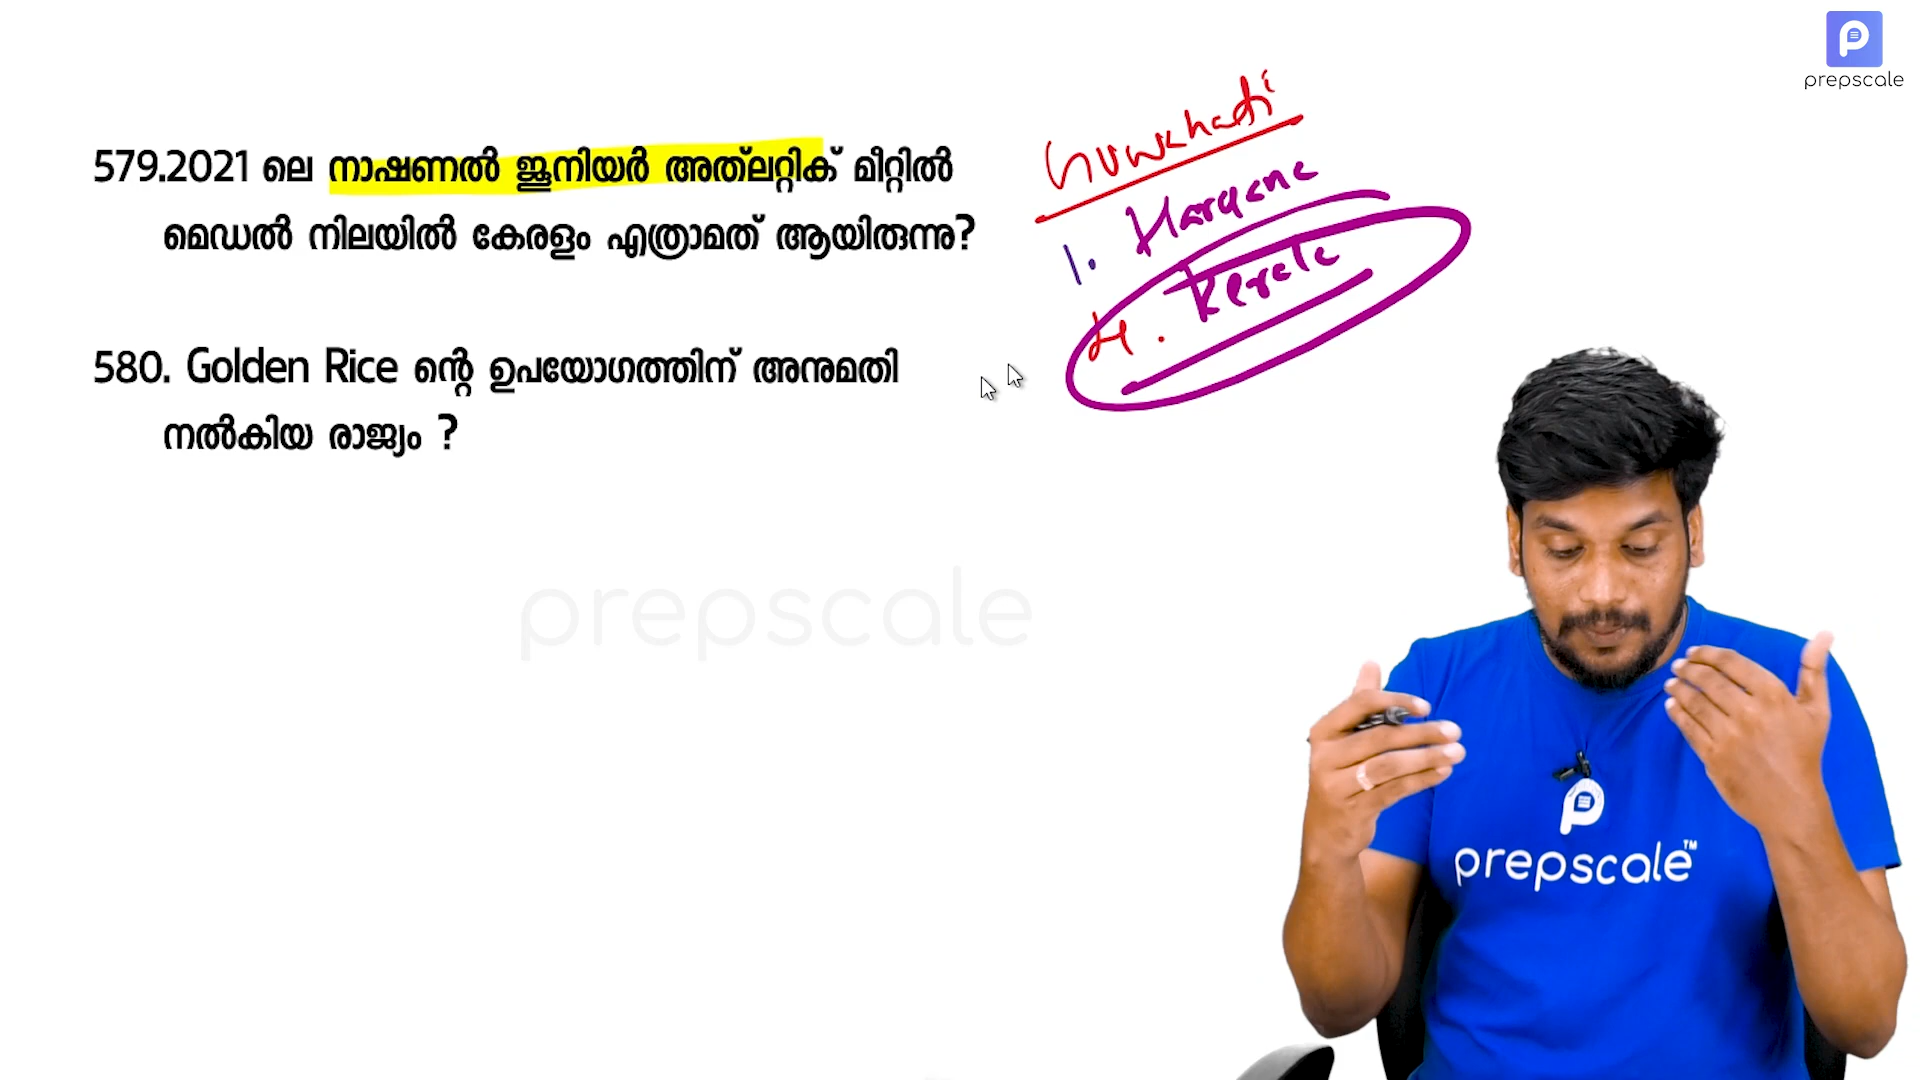 prepscale
579.2021 ലെ നാഷണൽ ജൂനിയർ അത്‌ലറ്റിക് മീറ്റിൽ
മെഡൽ നിലയിൽ കേരളം എത്രാമത് ആയിരുന്നു?
Guwahati
1. Haryana
4. Kerala
580. Golden Rice ന്റെ ഉപയോഗത്തിന് അനുമതി
നൽകിയ രാജ്യം ?
prepscale
prepscale™